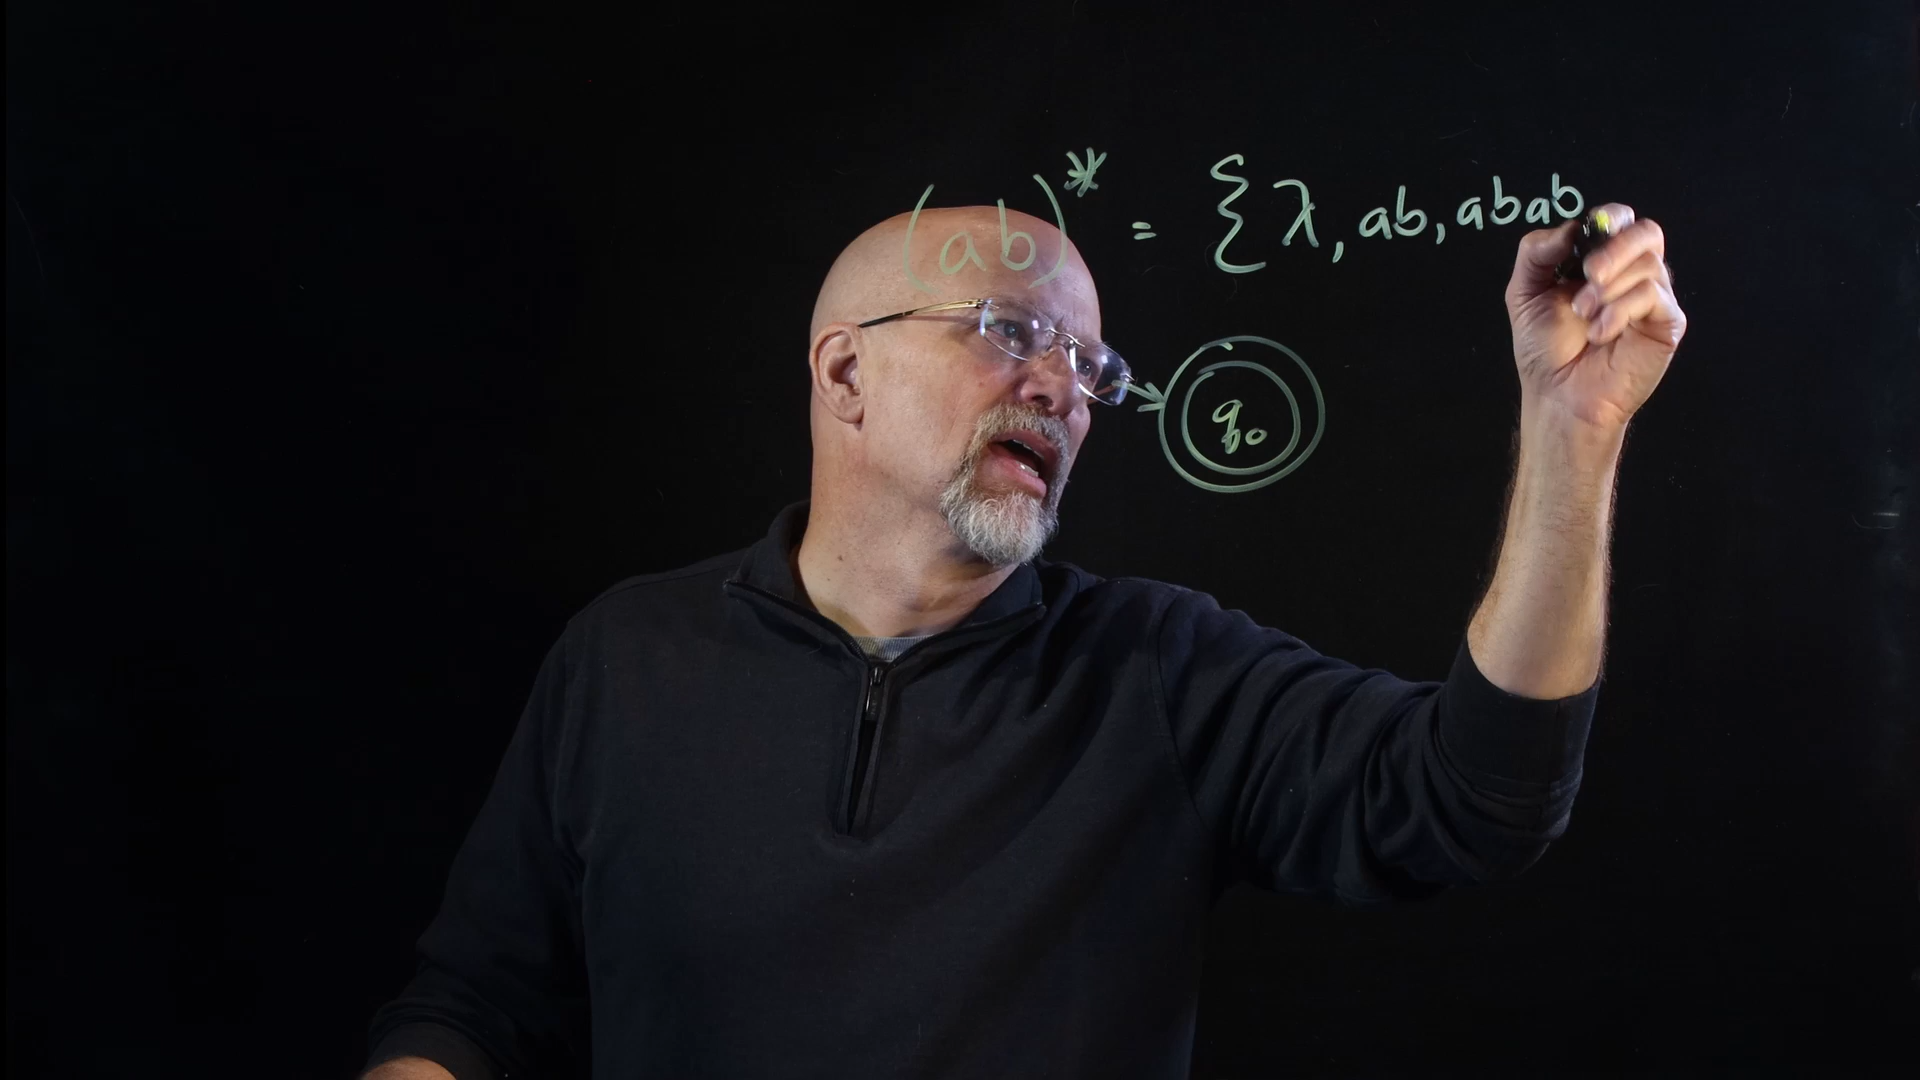 (ab)* = {λ, ab, abab
q₀